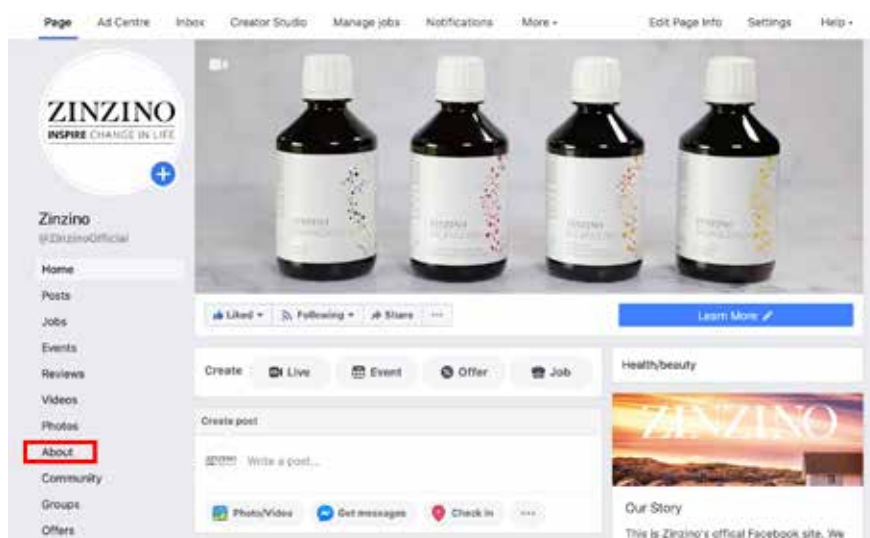 Page Ad Centre Inbox Creator Studio Manage jobs Notifications More Edit Page Info Settings Help
ZINZINO
INSPIRE CHANGE IN LIFE
Zinzino
@ZinzinoOfficial
Home
Posts
Jobs
Events
Reviews
Videos
Photos
About
Community
Groups
Offers
ZINZINO
ZINZINO
Liked Following Share ...
Learn More
Create Live Event Offer Job
Health/beauty
Create post
ZINZINO Write a post...
Photo/Video Get messages Check in ...
ZINZINO
Our Story
This is Zinzino's offical Facebook site. We